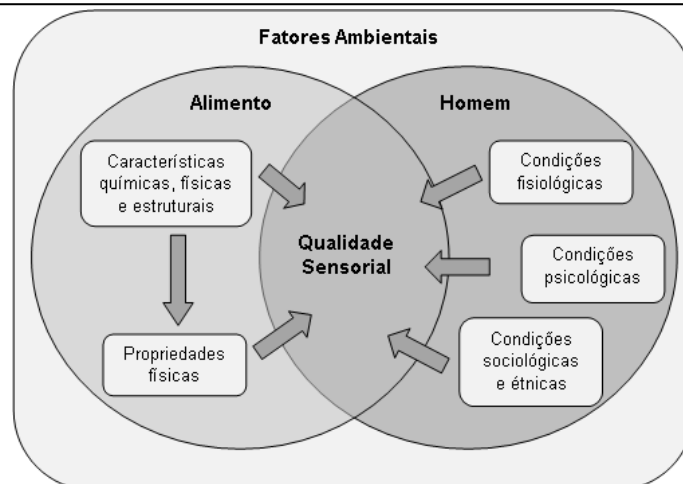 Fatores Ambientais
Alimento
Homem
Características
químicas, físicas
e estruturais
Condições
fisiológicas
Qualidade
Sensorial
Condições
psicológicas
Propriedades
físicas
Condições
sociológicas
e étnicas